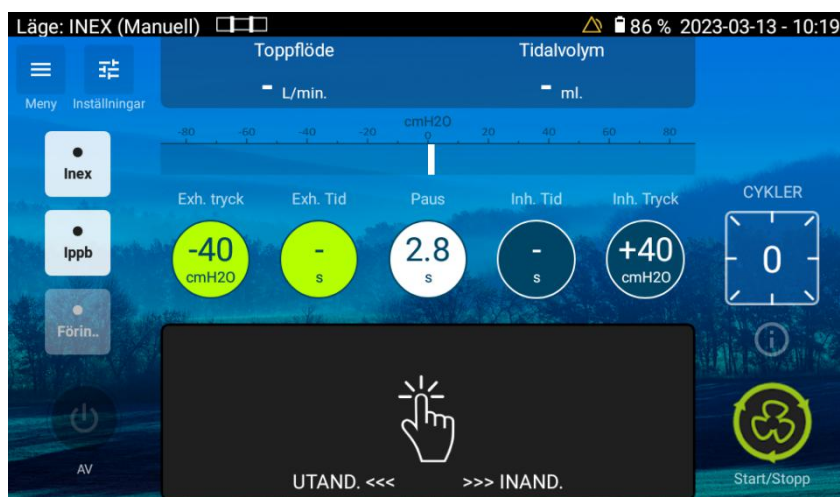 Läge: INEX (Manuell) 86 % 2023-03-13 - 10:19
Toppflöde Tidalvolym
- L/min. - ml.
Meny Inställningar
cmH2O
-80 -60 -40 -20 0 20 40 60 80
Inex
Exh. tryck Exh. Tid Paus Inh. Tid Inh. Tryck
CYKLER
Ippb
-40 - 2.8 - +40
cmH2O s s s cmH2O
0
Förin..
AV
UTAND. <<< >>> INAND.
Start/Stopp